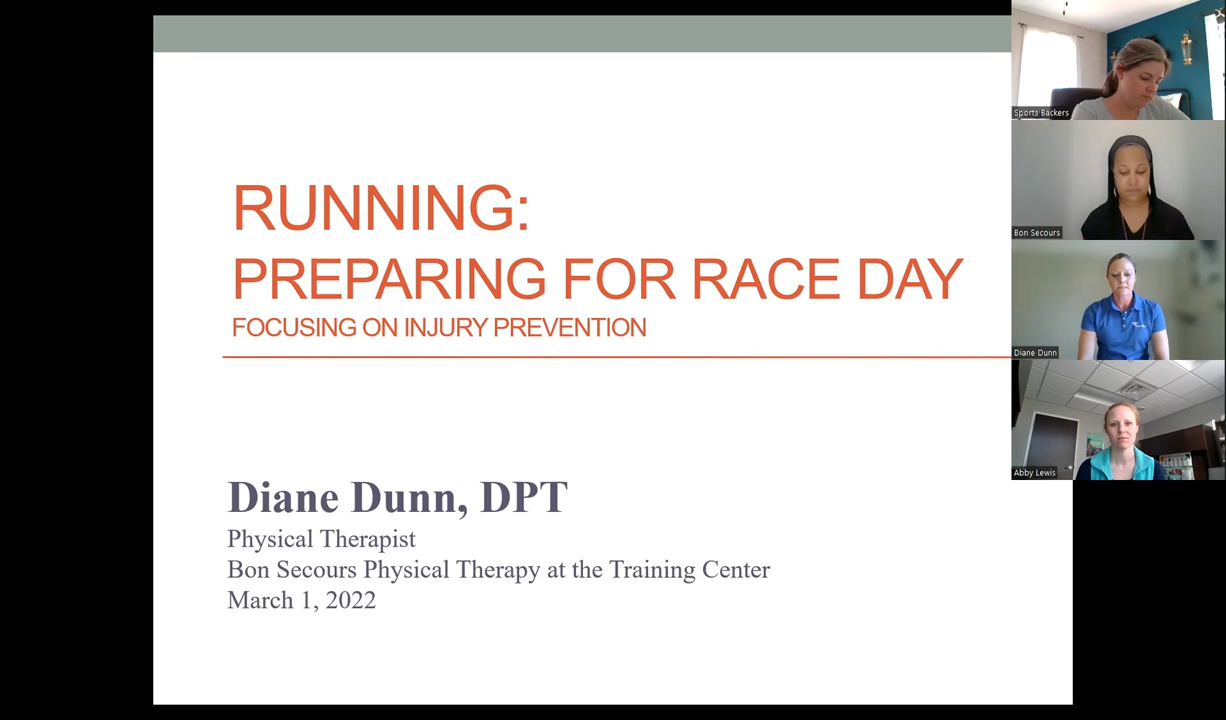 RUNNING:
PREPARING FOR RACE DAY
FOCUSING ON INJURY PREVENTION
Diane Dunn, DPT
Physical Therapist
Bon Secours Physical Therapy at the Training Center
March 1, 2022
Sports Backers
Bon Secours
Diane Dunn
Abby Lewis